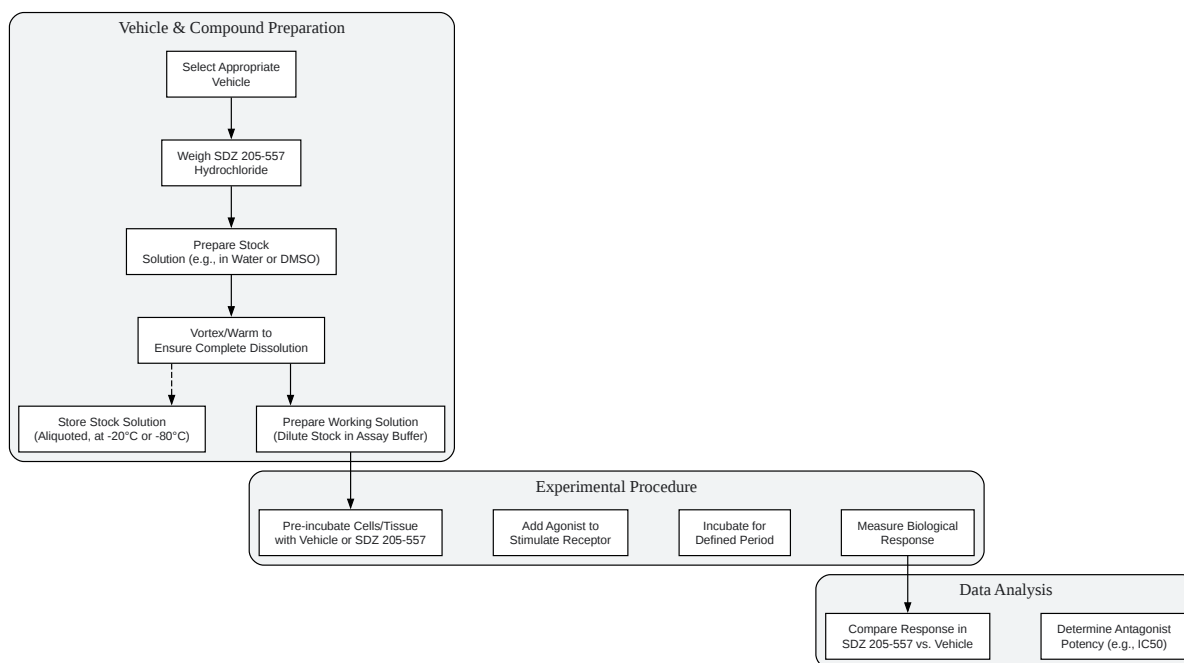 Vehicle & Compound Preparation
Select Appropriate
Vehicle
Weigh SDZ 205-557
Hydrochloride
Prepare Stock
Solution (e.g., in Water or DMSO)
Vortex/Warm to
Ensure Complete Dissolution
Store Stock Solution
(Aliquoted, at -20°C or -80°C)
Prepare Working Solution
(Dilute Stock in Assay Buffer)
Experimental Procedure
Pre-incubate Cells/Tissue
with Vehicle or SDZ 205-557
Add Agonist to
Stimulate Receptor
Incubate for
Defined Period
Measure Biological
Response
Data Analysis
Compare Response in
SDZ 205-557 vs. Vehicle
Determine Antagonist
Potency (e.g., IC50)